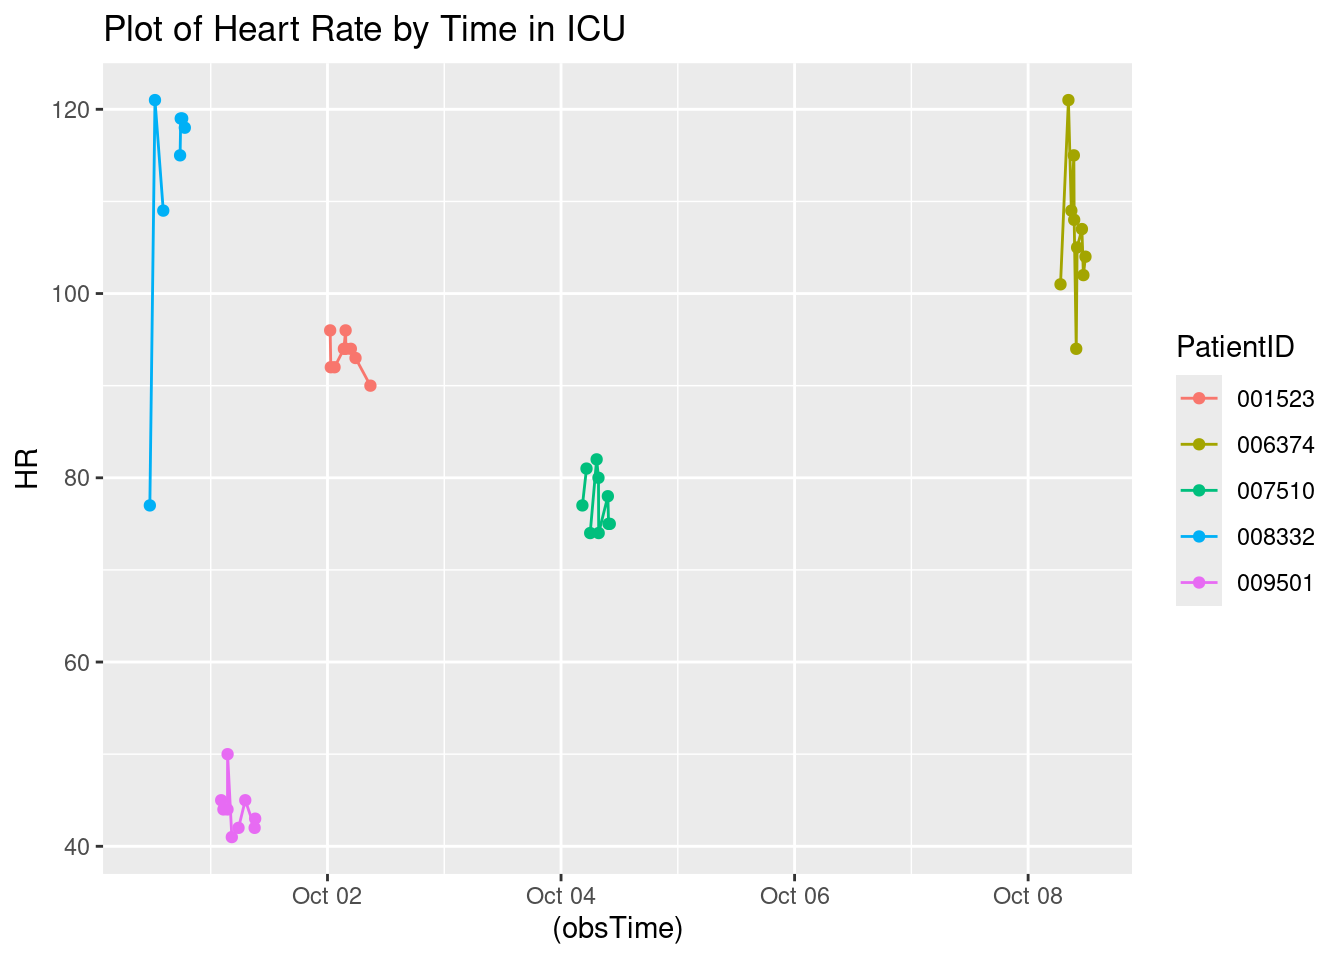 Plot of Heart Rate by Time in ICU
120
100
80
60
40
HR
Oct 02
Oct 04
Oct 06
Oct 08
(obsTime)
PatientID
001523
006374
007510
008332
009501